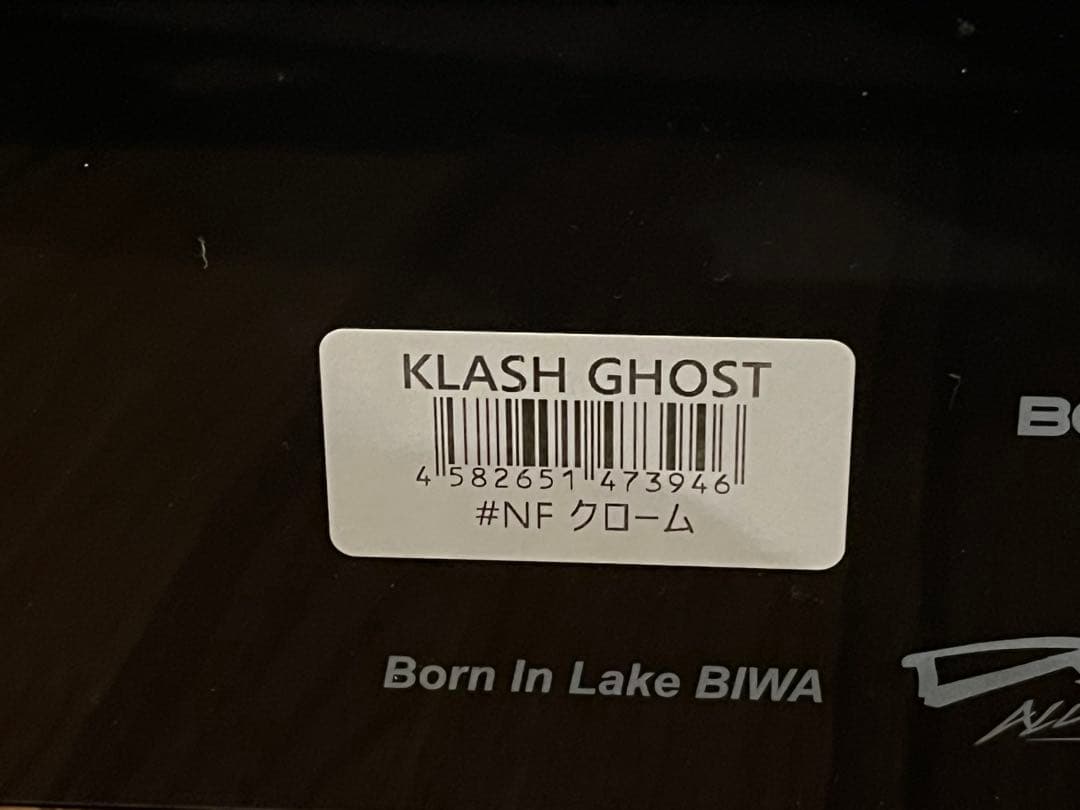 KLASH GHOST
4 582651 473946
#NF クローム
Born In Lake BIWA